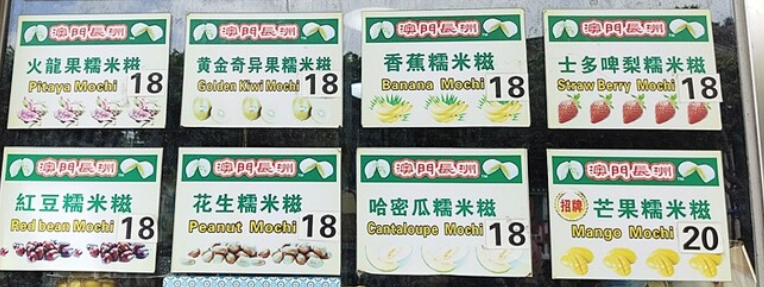 澳門長洲
火龍果糯米糍
Pitaya Mochi 18
澳門長洲
黄金奇异果糯米糍
Golden Kiwi Mochi 18
澳門長洲
香蕉糯米糍
Banana Mochi 18
澳門長洲
士多啤梨糯米糍
Straw Berry Mochi 18
澳門長洲
紅豆糯米糍
Red bean Mochi 18
澳門長洲
花生糯米糍
Peanut Mochi 18
澳門長洲
哈密瓜糯米糍
Cantaloupe Mochi 18
澳門長洲
招牌 芒果糯米糍
Mango Mochi 20